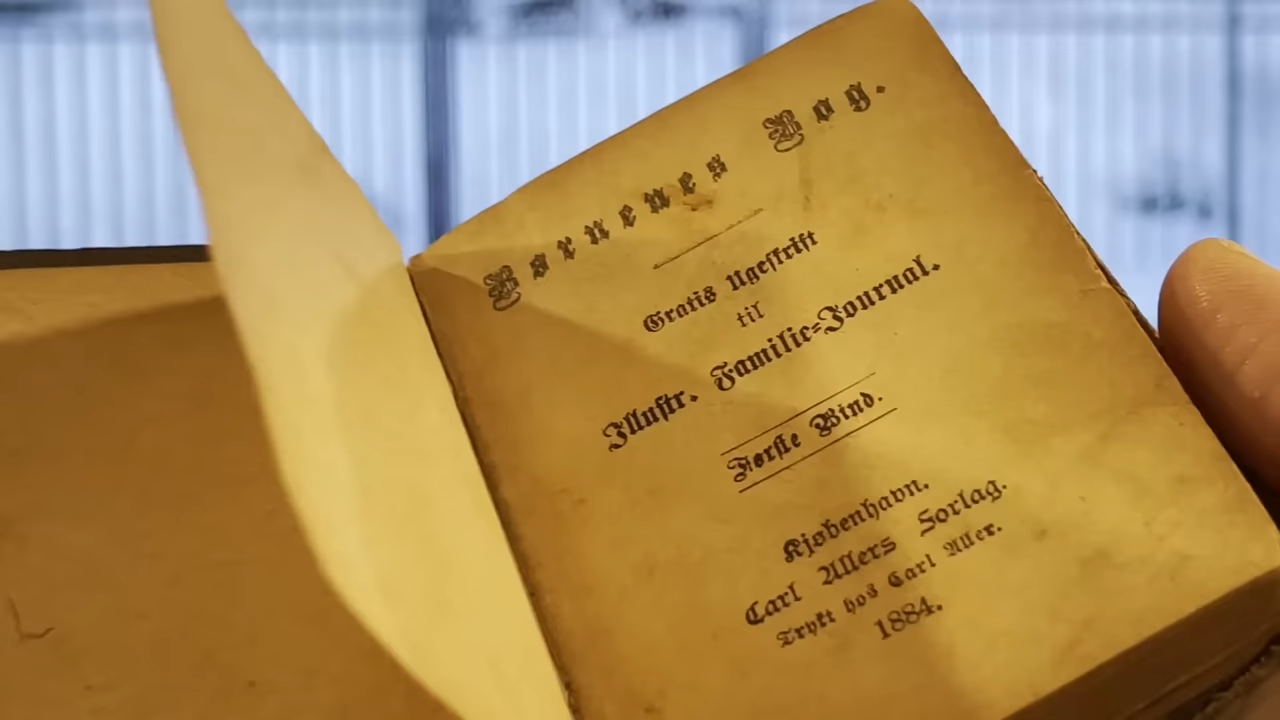 Børnenes Bog.
Gratis Ugeskrift
til
Illustr. Familie-Journal.
Første Bind.
Kjøbenhavn.
Carl Allers Forlag.
Trykt hos Carl Aller.
1884.